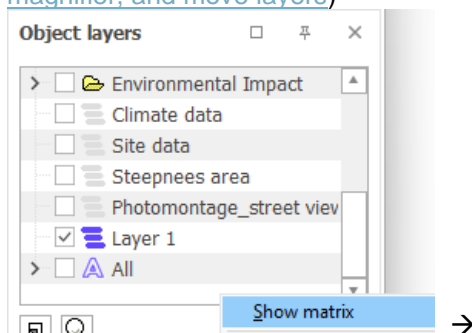 magnifier, and move layers)
Object layers
Environmental Impact
Climate data
Site data
Steepnees area
Photomontage_street view
Layer 1
All
Show matrix
→